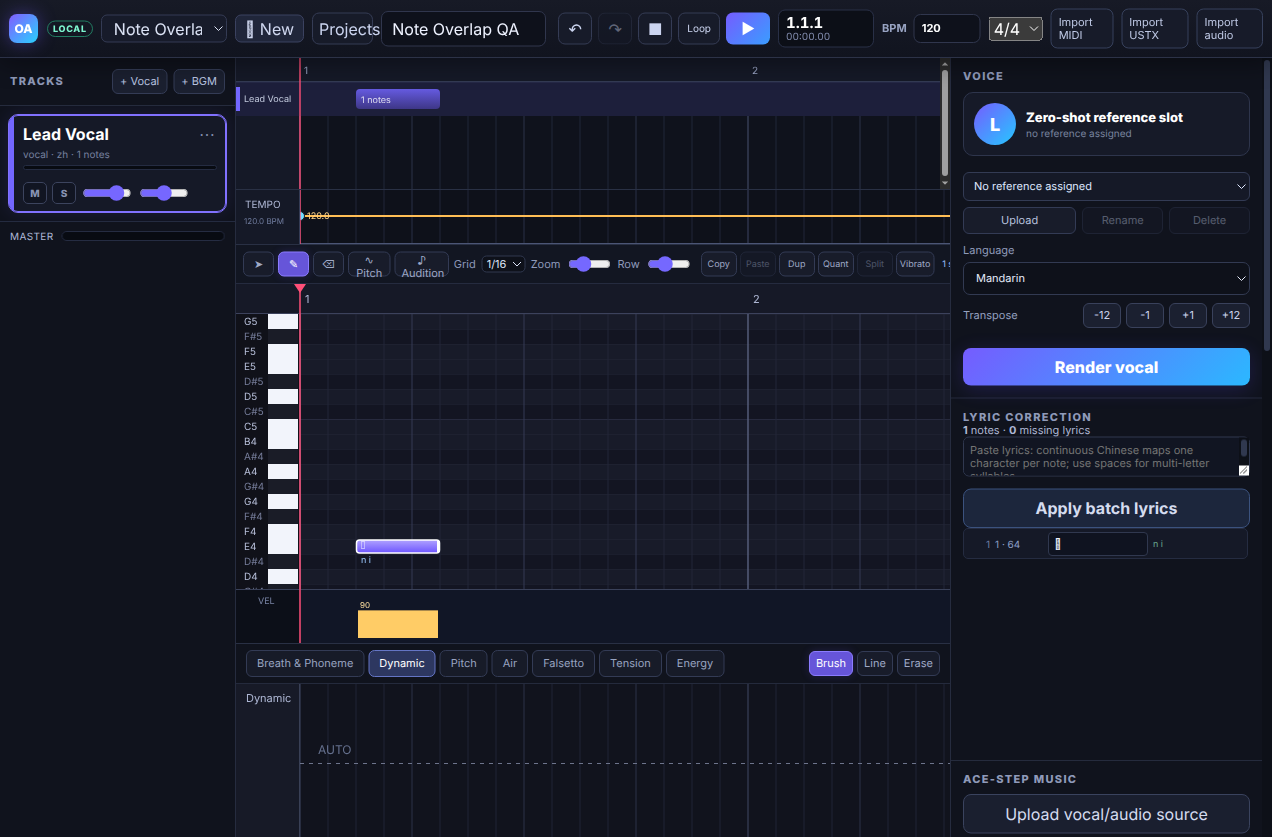 OA LOCAL Note Overla New Projects Note Overlap QA Loop 1.1.1 00:00.00 BPM 120 4/4 Import MIDI Import USTX Import audio
TRACKS + Vocal + BGM
Lead Vocal ...
vocal · zh · 1 notes
M S
MASTER
1 2
Lead Vocal 1 notes
TEMPO
120.0 BPM 120.0
Pitch Audition Grid 1/16 Zoom Row Copy Paste Dup Quant Split Vibrato
1 2
G5
F#5
F5
E5
D#5
D5
C#5
C5
B4
A#4
A4
G#4
G4
F#4
F4
E4
D#4
n i
D4
VEL
90
Breath & Phoneme Dynamic Pitch Air Falsetto Tension Energy Brush Line Erase
Dynamic
AUTO
VOICE
L Zero-shot reference slot
no reference assigned
No reference assigned
Upload Rename Delete
Language
Mandarin
Transpose -12 -1 +1 +12
Render vocal
LYRIC CORRECTION
1 notes · 0 missing lyrics
Paste lyrics: continuous Chinese maps one
character per note; use spaces for multi-letter
Apply batch lyrics
1 1 · 64 n i
ACE-STEP MUSIC
Upload vocal/audio source